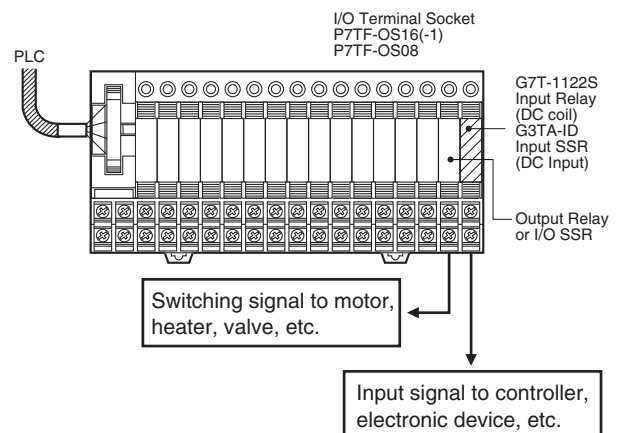 I/O Terminal Socket
P7TF-OS16(-1)
P7TF-OS08
PLC
G7T-1122S
Input Relay
(DC coil)
G3TA-ID
Input SSR
(DC Input)
Output Relay
or I/O SSR
Switching signal to motor,
heater, valve, etc.
Input signal to controller,
electronic device, etc.